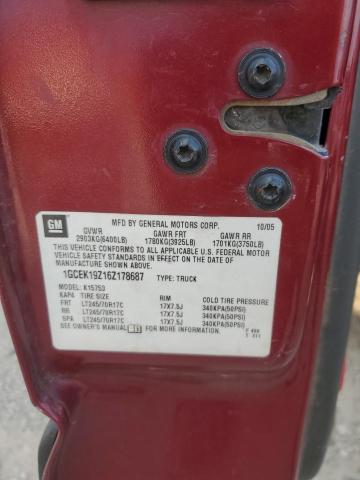 GM
MFD BY GENERAL MOTORS CORP. 10/05
GVWR GAWR FRT GAWR RR
2903KG(6400LB) 1780KG(3925LB) 1701KG(3750LB)
THIS VEHICLE CONFORMS TO ALL APPLICABLE U.S. FEDERAL MOTOR
VEHICLE SAFETY, BUMPER, AND THEFT PREVENTION STANDARDS IN
EFFECT ON THE DATE OF MANUFACTURE SHOWN ABOVE.
1GCEK19Z16Z178687 TYPE: TRUCK
MODEL: K15753
TIRE SIZE RIM COLD TIRE PRESSURE
FRT LT245/70R17C 17X7.5J 340KPA(50PSI)
RR LT245/70R17C 17X7.5J 340KPA(50PSI)
SPA LT245/70R17C 17X7.5J 340KPA(50PSI)
SEE OWNER'S MANUAL FOR MORE INFORMATION.